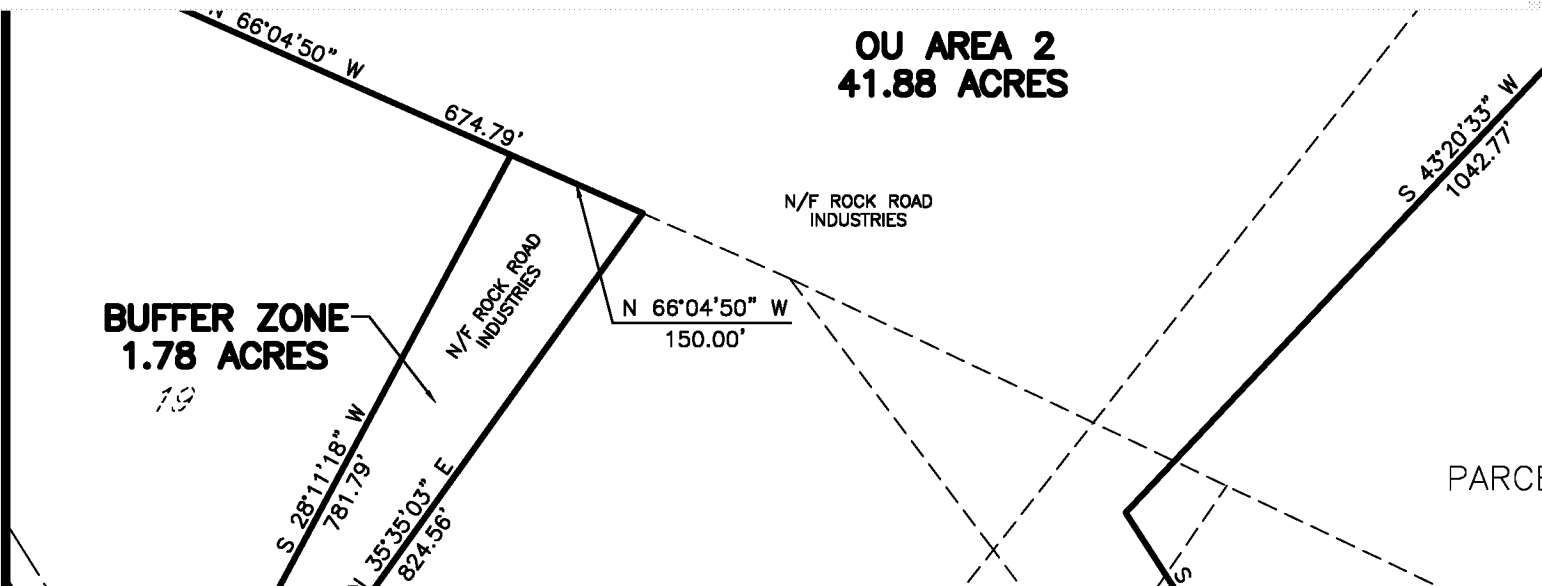 N 66°04'50" W
674.79'
OU AREA 2
41.88 ACRES
S 43°20'33" W
1042.77'
N/F ROCK ROAD
INDUSTRIES
N/F ROCK ROAD
INDUSTRIES
BUFFER ZONE
1.78 ACRES
19
N 66°04'50" W
150.00'
S 28°11'18" W
781.79'
N 35°35'03" E
824.56'
PARCE
S